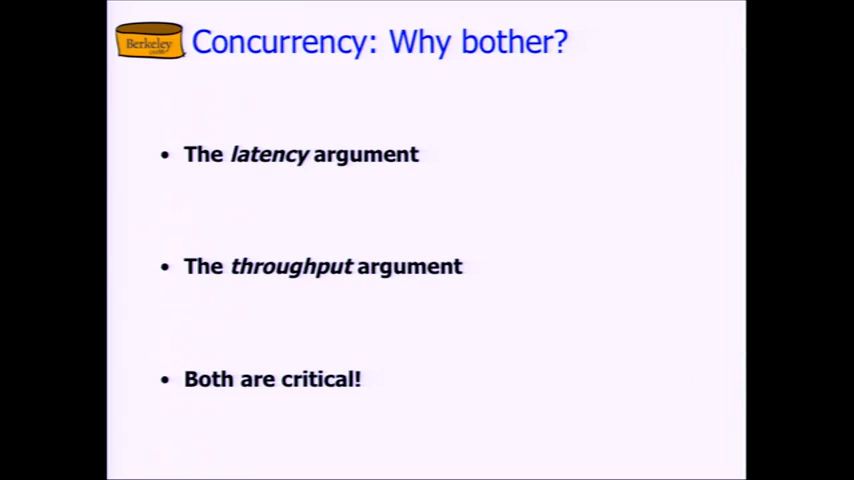 Berkeley
Concurrency: Why bother?
• The latency argument
• The throughput argument
• Both are critical!